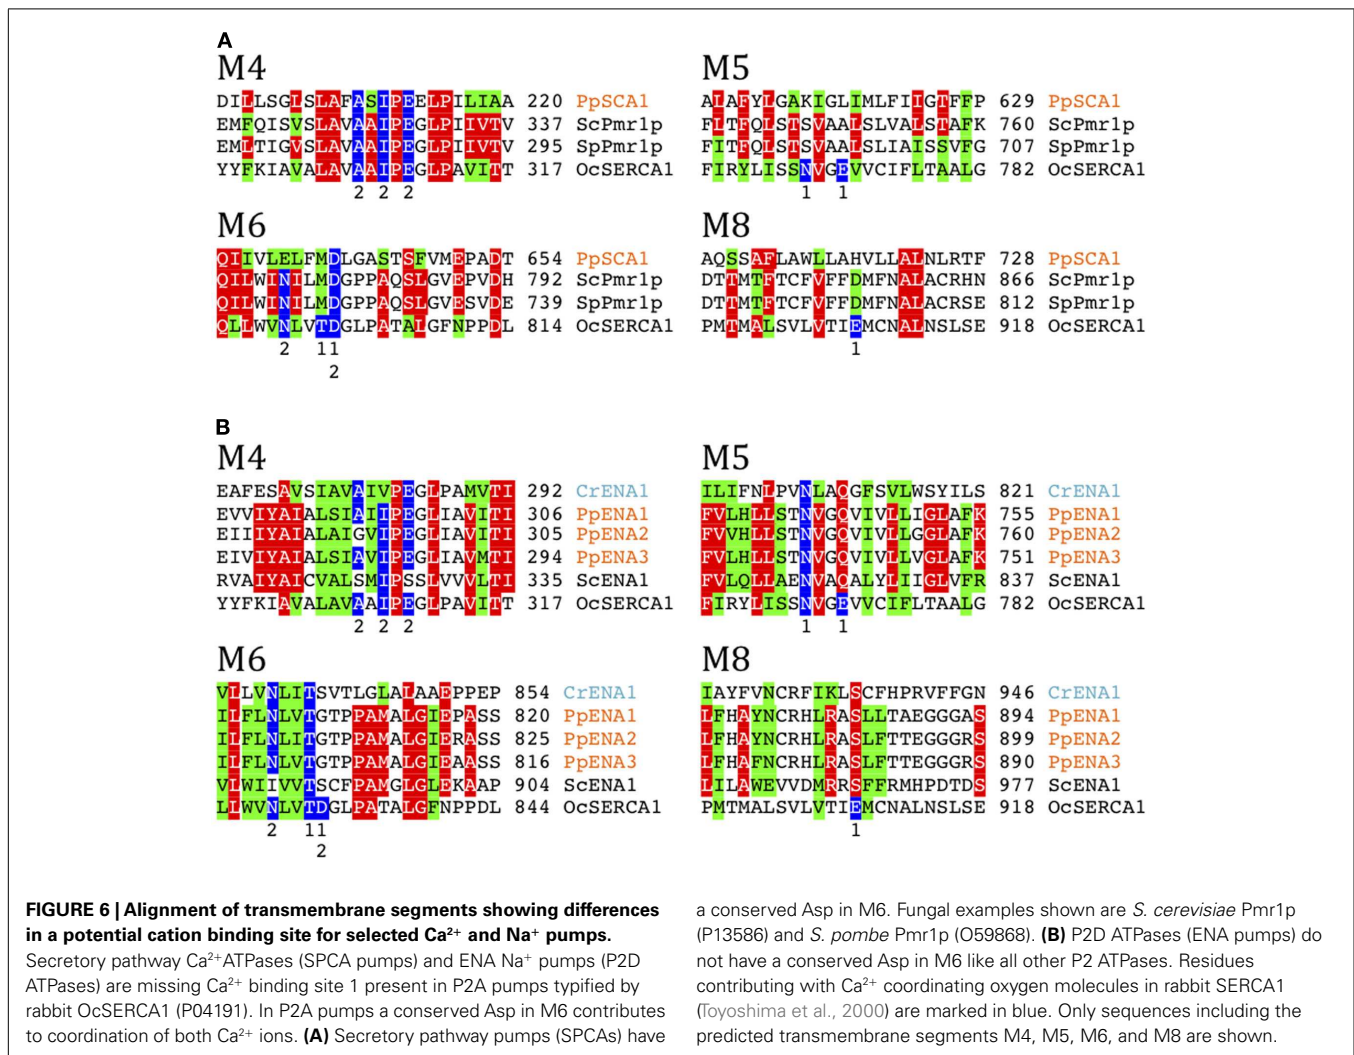 A
M4
DILLSGLSLAFASIPEELPILIAA 220 PpSCA1
EMFQISVSLAVAAIPEGLPIIVTV 337 ScPmr1p
EMLTIGVSLAVAAIPEGLPIIVTV 295 SpPmr1p
YYFKIAVALAVAAIPEGLPAVITT 317 OcSERCA1
2 2 2
M5
ALAFYLGAKIGLIMLFIIGTFFP 629 PpSCA1
FLTFQLSTSVAALSLVALSTAFK 760 ScPmr1p
FITFQLSTSVAALSLIAISSVFG 707 SpPmr1p
FIRYLISSNVGEVVCIFLTAALG 782 OcSERCA1
1 1
M6
QIIVLELFMDLGASTSFVMEPADT 654 PpSCA1
QILWINILMDGPPAQSLGVEPVDH 792 ScPmr1p
QILWINILMDGPPAQSLGVESVDE 739 SpPmr1p
QLLWVNLVTDGLPATALGFNPPDL 814 OcSERCA1
2 11
2
M8
AQSSAFLAWLLAHVLLALNLRTF 728 PpSCA1
DTTMTFTCFVFFDMFNALACRHN 866 ScPmr1p
DTTMTFTCFVFFDMFNALACRSE 812 SpPmr1p
PMTMALSVLVTIEMCNALNSLSE 918 OcSERCA1
1
B
M4
EAFESAVSIAVAIVPEGLPAMVTI 292 CrENA1
EVVIYAIALSIAIIPEGLIAVITI 306 PpENA1
EIIIYAIALAIGVIPEGLIAVITI 305 PpENA2
EIVIYAIALSIAVIPEGLIAVMTI 294 PpENA3
RVAIYAICVALSMIPSSLVVVLTI 335 ScENA1
YYFKIAVALAVAAIPEGLPAVITT 317 OcSERCA1
2 2 2
M5
ILIFNLPVNLAQGFSVLWSYILS 821 CrENA1
FVLHLLSTNVGQVIVLLIGLAFK 755 PpENA1
FVVHLLSTNVGQVIVLLGGLAFK 760 PpENA2
FVLHLLSTNVGQVIVLLVGLAFK 751 PpENA3
FVLQLLAENVAQALYLIIGLVFR 837 ScENA1
FIRYLISSNVGEVVCIFLTAALG 782 OcSERCA1
1 1
M6
VLLVNLITSVTLGLALAAEPPEP 854 CrENA1
ILFLNLVTGTPPAMALGIEPASS 820 PpENA1
ILFLNLITGTPPAMALGIERASS 825 PpENA2
ILFLNLVTGTPPAMALGIEAASS 816 PpENA3
VLWIIVVTSCFPAMGLGLEKAAP 904 ScENA1
LLWVNLVTDGLPATALGFNPPDL 844 OcSERCA1
2 11
2
M8
IAYFVNCRFIKLSCFHPRVFFGN 946 CrENA1
LFHAYNCRHLRASLLTAEGGGAS 894 PpENA1
LFHAYNCRHLRASLFTTEGGGRS 899 PpENA2
LFHAFNCRHLRASLFTTEGGGRS 890 PpENA3
LILAWEVVDMRRSFFRMHPDTDS 977 ScENA1
PMTMALSVLVTIEMCNALNSLSE 918 OcSERCA1
1
FIGURE 6 | Alignment of transmembrane segments showing differences
in a potential cation binding site for selected Ca²⁺ and Na⁺ pumps.
Secretory pathway Ca²⁺ATPases (SPCA pumps) and ENA Na⁺ pumps (P2D
ATPases) are missing Ca²⁺ binding site 1 present in P2A pumps typified by
rabbit OcSERCA1 (P04191). In P2A pumps a conserved Asp in M6 contributes
to coordination of both Ca²⁺ ions. (A) Secretory pathway pumps (SPCAs) have
a conserved Asp in M6. Fungal examples shown are S. cerevisiae Pmr1p
(P13586) and S. pombe Pmr1p (O59868). (B) P2D ATPases (ENA pumps) do
not have a conserved Asp in M6 like all other P2 ATPases. Residues
contributing with Ca²⁺ coordinating oxygen molecules in rabbit SERCA1
(Toyoshima et al., 2000) are marked in blue. Only sequences including the
predicted transmembrane segments M4, M5, M6, and M8 are shown.